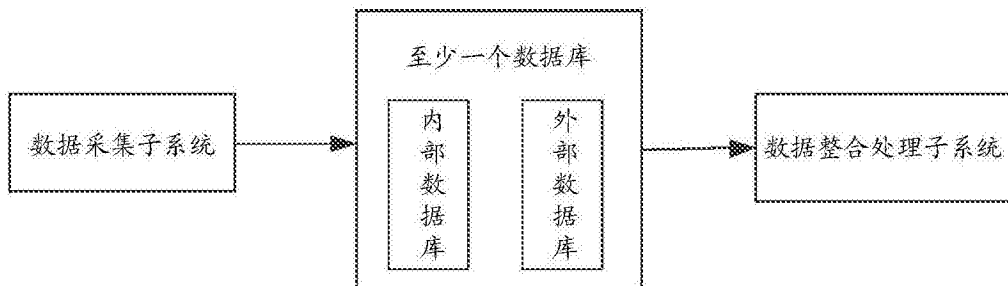 数据采集子系统
至少一个数据库
内部数据库
外部数据库
数据整合处理子系统